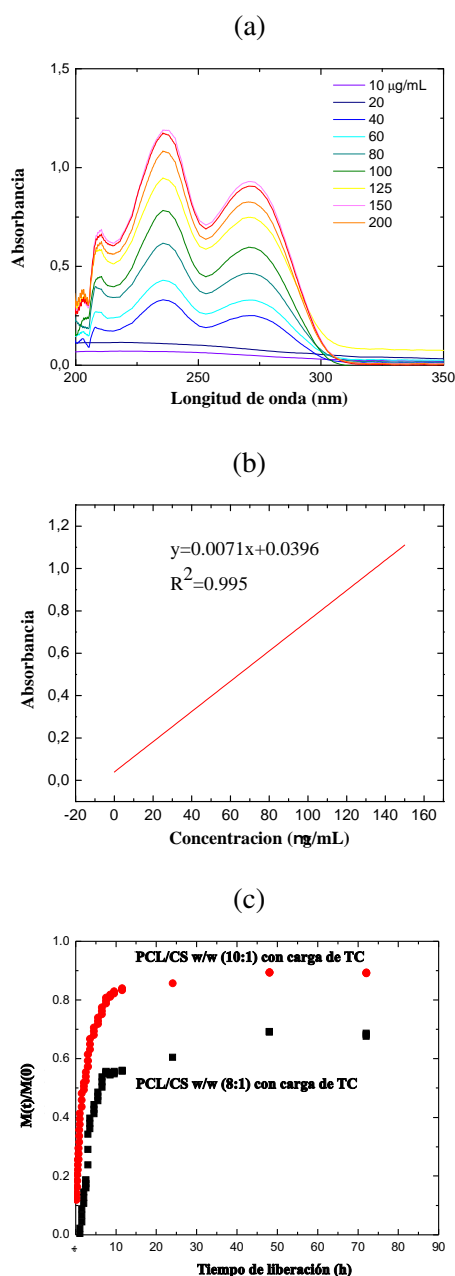 (a)
1,5
1,0
0,5
0,0
Absorbancia
10 µg/mL
20
40
60
80
100
125
150
200
200 250 300 350
Longitud de onda (nm)
(b)
1,2
1,0
0,8
0,6
0,4
0,2
0,0
Absorbancia
y=0.0071x+0.0396
R²=0.995
-20 0 20 40 60 80 100 120 140 160
Concentracion (mg/mL)
(c)
1.0
0.8
0.6
0.4
0.2
0.0
M(t)/M(0)
PCL/CS w/w (10:1) con carga de TC
PCL/CS w/w (8:1) con carga de TC
10 20 30 40 50 60 70 80 90
Tiempo de liberación (h)